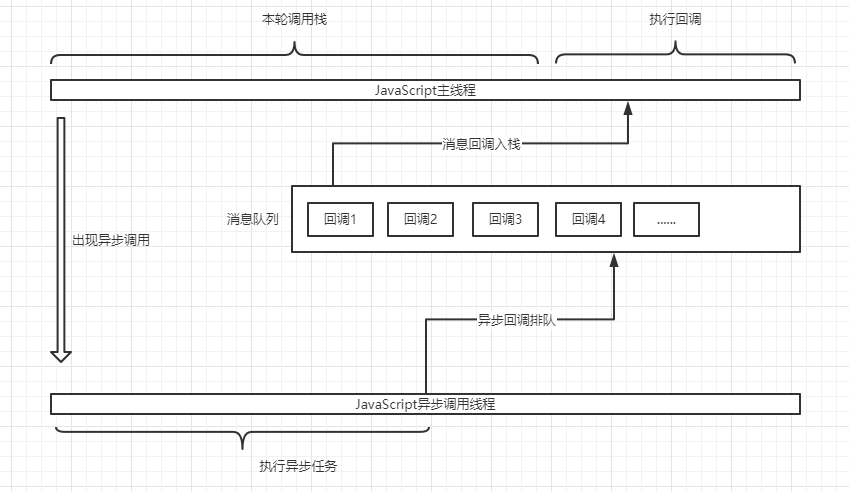 本轮调用栈
执行回调
JavaScript主线程
消息回调入栈
消息队列
回调1
回调2
回调3
回调4
......
出现异步调用
异步回调排队
JavaScript异步调用线程
执行异步任务